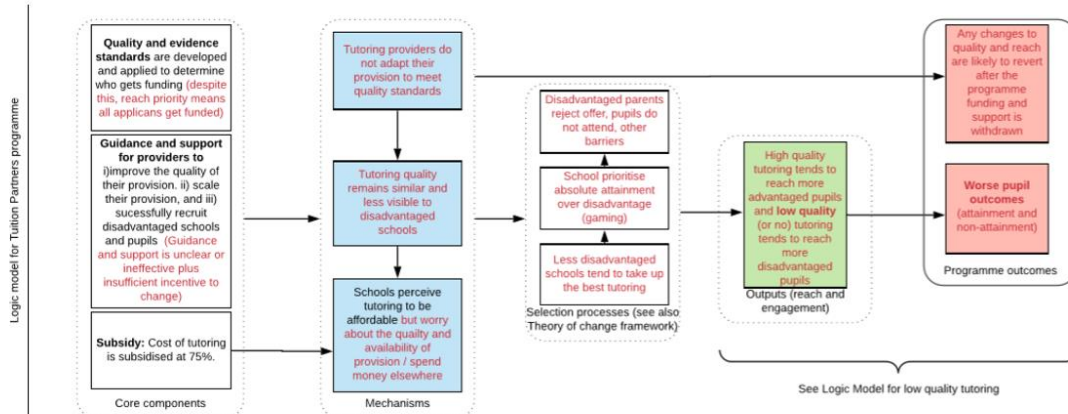 Logic model for Tuition Partners programme
Quality and evidence
standards are developed
and applied to determine
who gets funding (despite
this, reach priority means
all applicans get funded)
Guidance and support
for providers to
i)improve the quality of
their provision. ii) scale
their provision, and iii)
sucessfully recruit
disadvantaged schools
and pupils (Guidance
and support is unclear or
ineffective plus
insufficient incentive to
change)
Subsidy: Cost of tutoring
is subsidised at 75%.
Core components
Tutoring providers do
not adapt their
provision to meet
quality standards
Tutoring quality
remains similar and
less visible to
disadvantaged
schools
Schools perceive
tutoring to be
affordable but worry
about the quailty and
availability of
provision / spend
money elsewhere
Mechanisms
Disadvantaged parents
reject offer, pupils do
not attend, other
barriers
School prioritise
absolute attainment
over disadvantage
(gaming)
Less disadvantaged
schools tend to take up
the best tutoring
Selection processes (see also
Theory of change framework)
High quality
tutoring tends to
reach more
advantaged pupils
and low quality
(or no) tutoring
tends to reach
more
disadvantaged
pupils
Outputs (reach and
engagement)
Any changes to
quality and reach
are likely to revert
after the
programme
funding and
support is
withdrawn
Worse pupil
outcomes
(attainment and
non-attainment)
Programme outcomes
See Logic Model for low quality tutoring